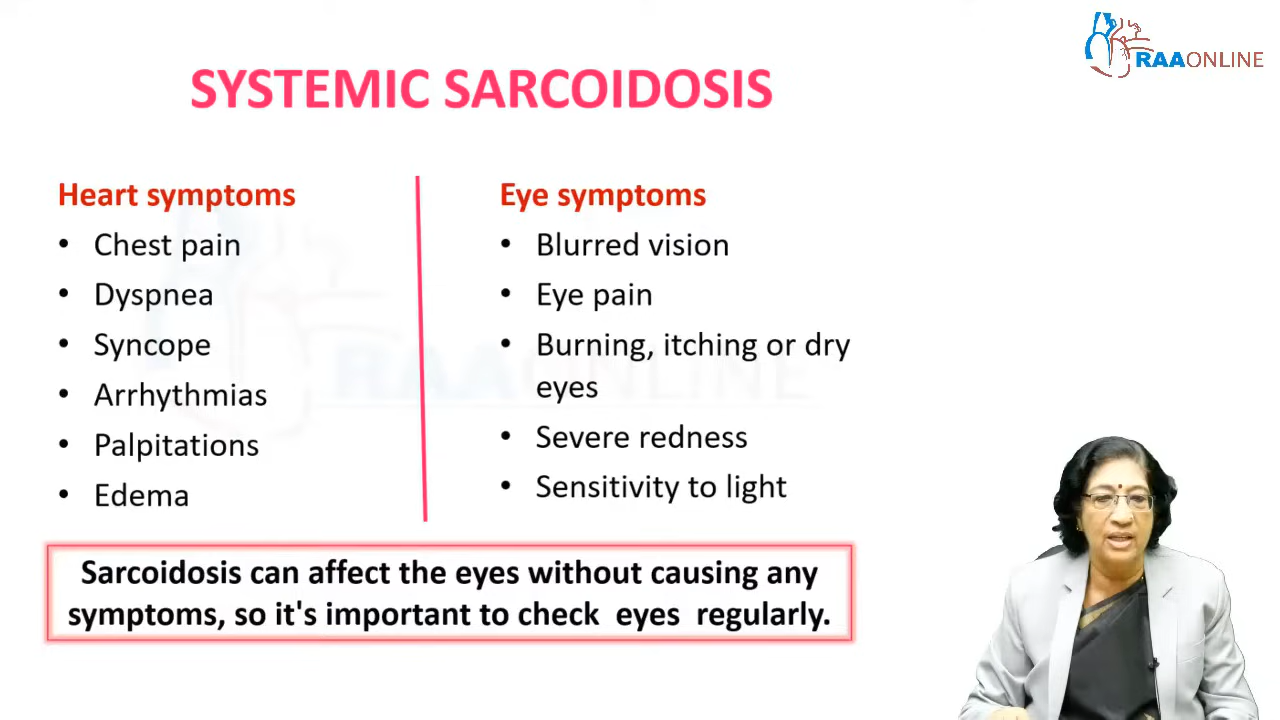 RAAONLINE
SYSTEMIC SARCOIDOSIS
Heart symptoms
• Chest pain
• Dyspnea
• Syncope
• Arrhythmias
• Palpitations
• Edema
Eye symptoms
• Blurred vision
• Eye pain
• Burning, itching or dry
eyes
• Severe redness
• Sensitivity to light
RAAONLINE
Sarcoidosis can affect the eyes without causing any
symptoms, so it's important to check eyes regularly.